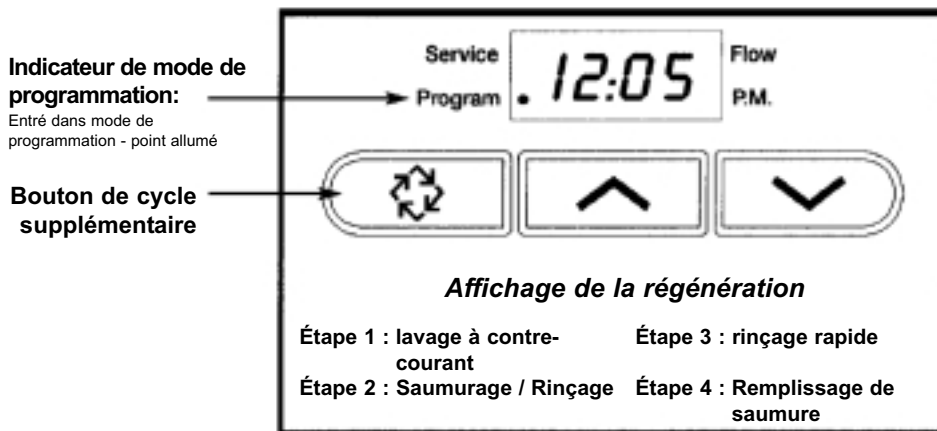 Indicateur de mode de
programmation:
Entré dans mode de
programmation - point allumé
Bouton de cycle
supplémentaire
Service
Program
. 12:05
Flow
P.M.
Affichage de la régénération
Étape 1 : lavage à contre-
courant
Étape 2 : Saumurage / Rinçage
Étape 3 : rinçage rapide
Étape 4 : Remplissage de
saumure